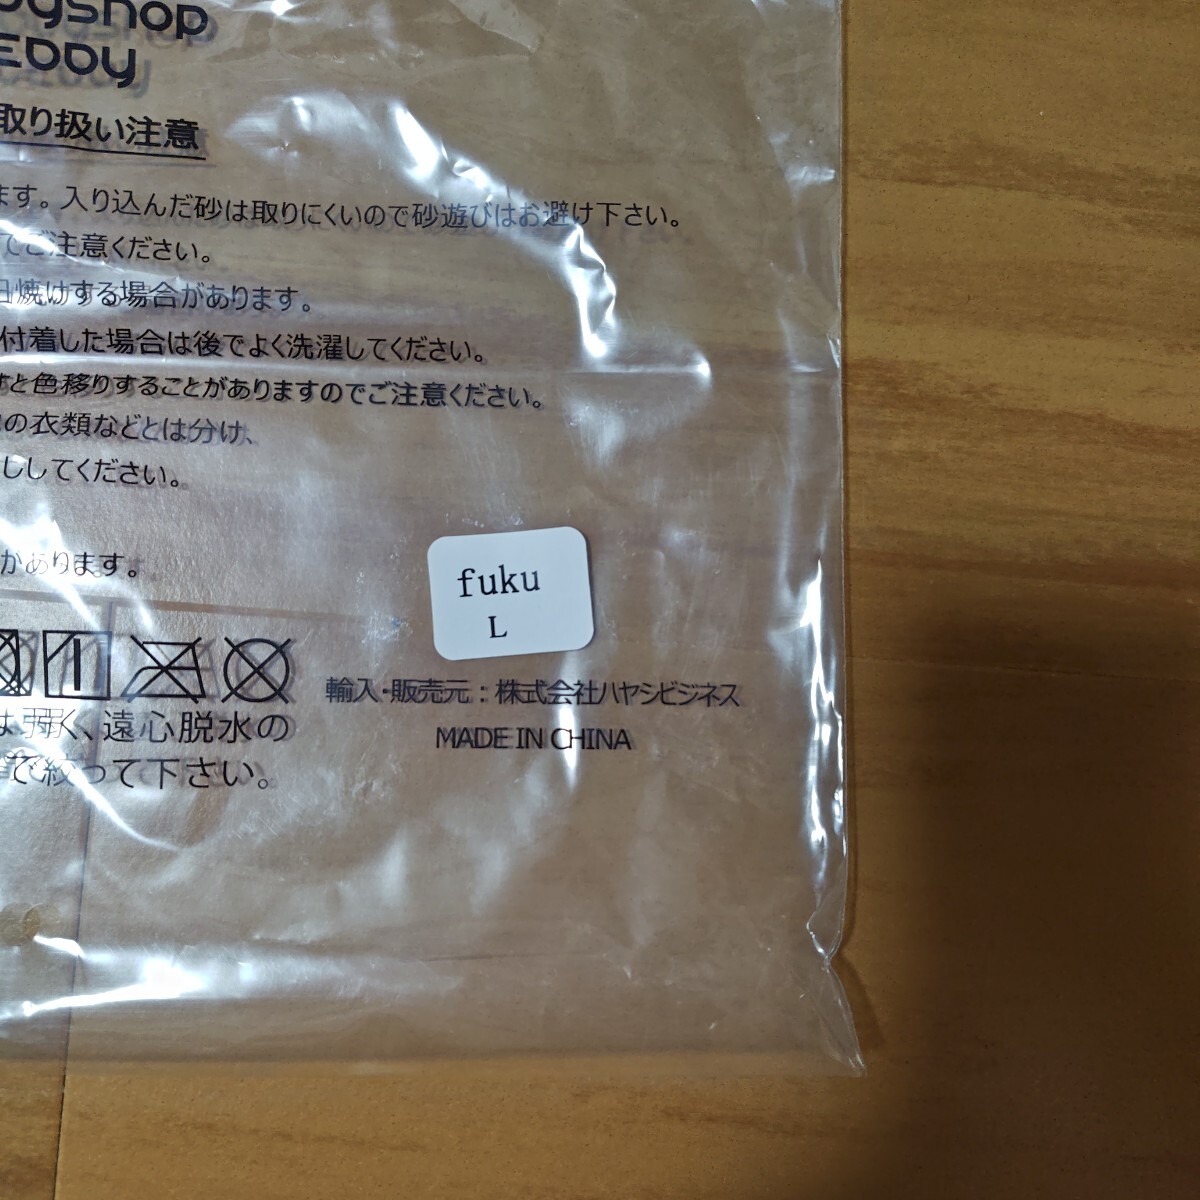 取り扱い注意
ます。入り込んだ砂は取りにくいので砂遊びはお避け下さい。
でご注意ください。
日焼けする場合があります。
付着した場合は後でよく洗濯してください。
すと色移りすることがありますのでご注意ください。
の衣類などとは分け、
ししてください。
があります。
fuku
L
は弱く、遠心脱水の
で絞って下さい。
輸入・販売元：株式会社ハヤシビジネス
MADE IN CHINA